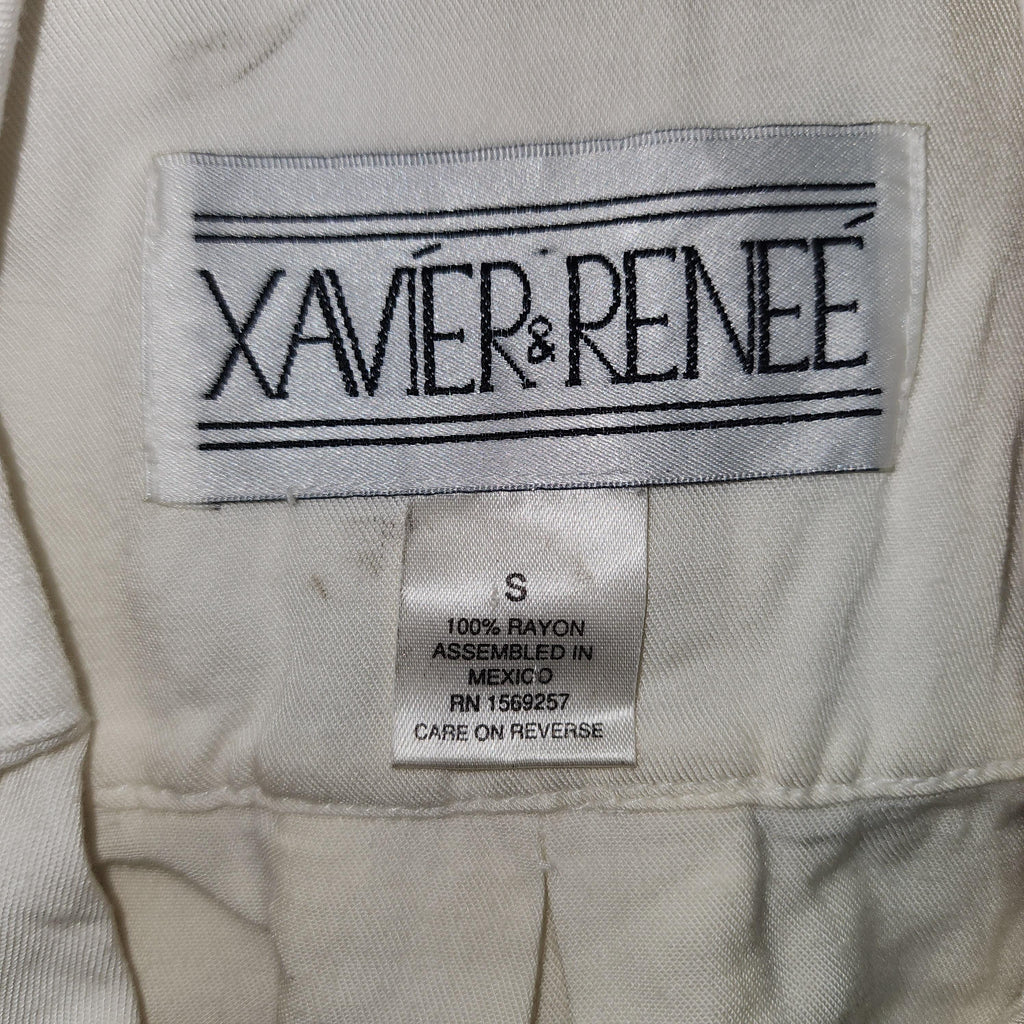 XAVIÉR & RENEÉ
S
100% RAYON
ASSEMBLED IN
MEXICO
RN 1569257
CARE ON REVERSE